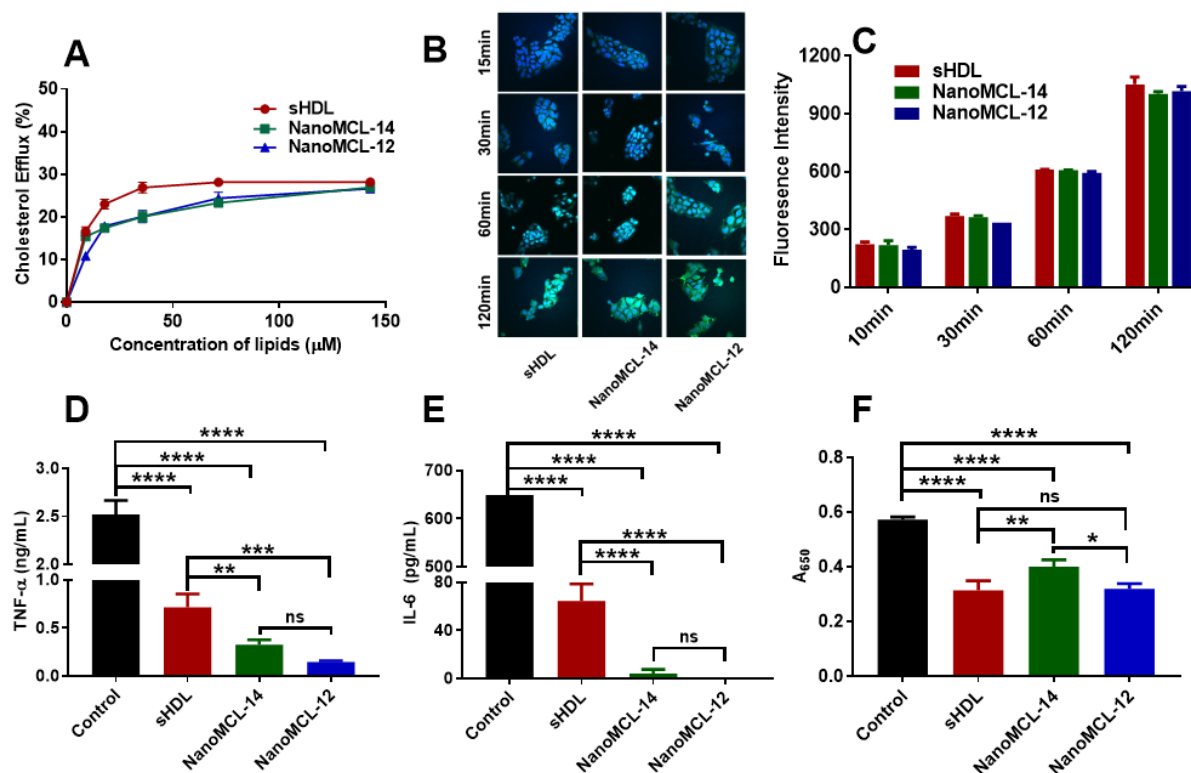 A
Cholesterol Efflux (%)
50
40
30
20
10
0
0
50
100
150
Concentration of lipids (μM)
sHDL
NanoMCL-14
NanoMCL-12
B
15min
30min
60min
120min
sHDL
NanoMCL-14
NanoMCL-12
C
Fluoresence Intensity
1200
900
600
300
0
sHDL
NanoMCL-14
NanoMCL-12
10min
30min
60min
120min
D
TNF-α (ng/mL)
3.0
2.5
2.0
1.0
0.5
0.0
****
****
****
***
**
ns
Control
sHDL
NanoMCL-14
NanoMCL-12
E
IL-6 (pg/mL)
700
600
500
80
40
0
****
****
****
****
****
ns
Control
sHDL
NanoMCL-14
NanoMCL-12
F
A650
0.8
0.6
0.4
0.2
0.0
****
****
****
ns
**
*
Control
sHDL
NanoMCL-14
NanoMCL-12